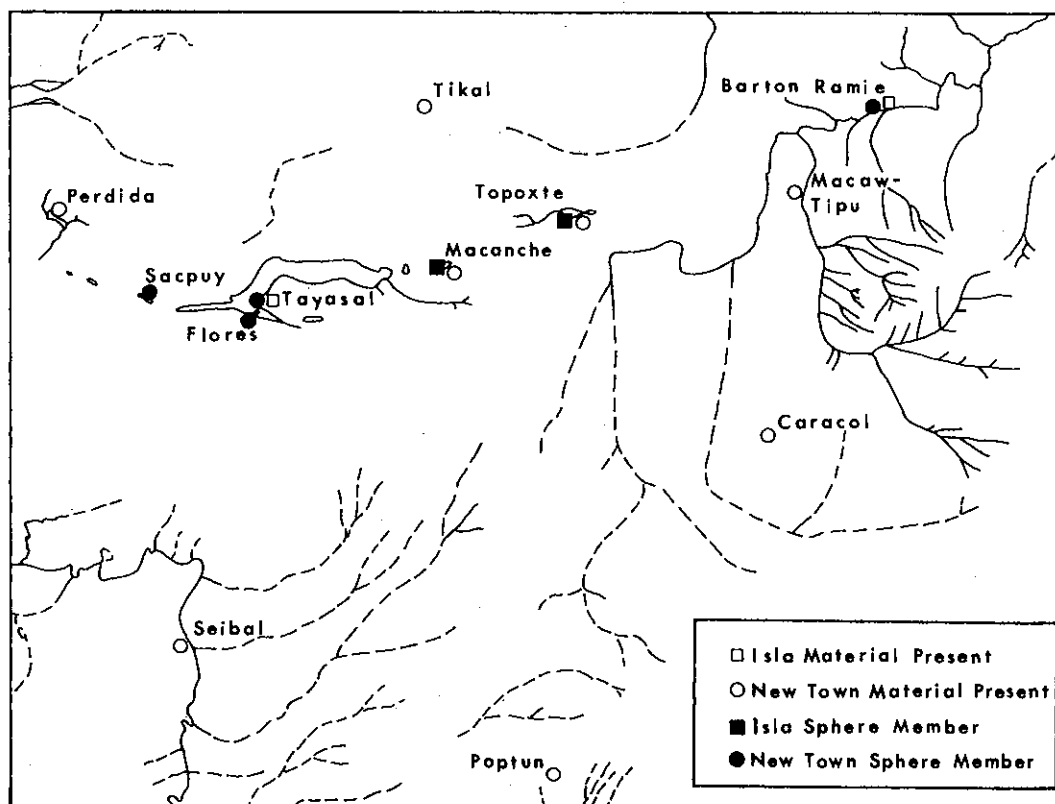 Tikal
Barton Ramie
Perdida
Topoxte
Macaw-
Tipu
Macanche
Sacpuy
Tayasal
Flores
Caracol
Seibal
Isla Material Present
New Town Material Present
Isla Sphere Member
New Town Sphere Member
Poptun